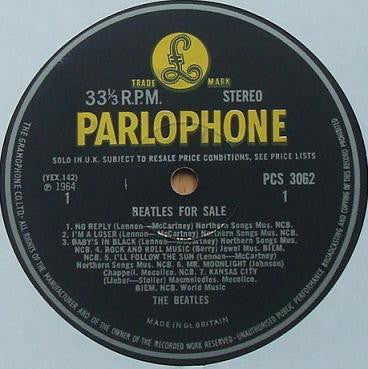 £
TRADE MARK
33⅓ R.P.M. STEREO
PARLOPHONE
SOLD IN U.K. SUBJECT TO RESALE PRICE CONDITIONS, SEE PRICE LISTS
(YEX.142)
℗ 1964 PCS 3062
1 1
BEATLES FOR SALE
1. NO REPLY (Lennon—McCartney) Northern Songs Mus. NCB.
2. I'M A LOSER (Lennon—McCartney) Northern Songs Mus. NCB.
3. BABY'S IN BLACK (Lennon—McCartney) Northern Songs Mus.
NCB. 4. ROCK AND ROLL MUSIC (Berry) Jewel Mus. BIEM.
NCB. 5. I'LL FOLLOW THE SUN (Lennon—McCartney)
Northern Songs Mus. NCB. 6. MR. MOONLIGHT (Johnson)
Chappell. Mecolico. 7. KANSAS CITY
(Lieber—Stoller) Macmelodies. Mecolico.
BIEM. NCB. World Music
THE BEATLES
MADE IN GT. BRITAIN
THE GRAMOPHONE CO. LTD. ALL RIGHTS OF THE MANUFACTURER AND OF THE OWNER OF THE RECORDED WORK RESERVED – UNAUTHORISED PUBLIC PERFORMANCE BROADCASTING AND COPYING OF THIS RECORD PROHIBITED